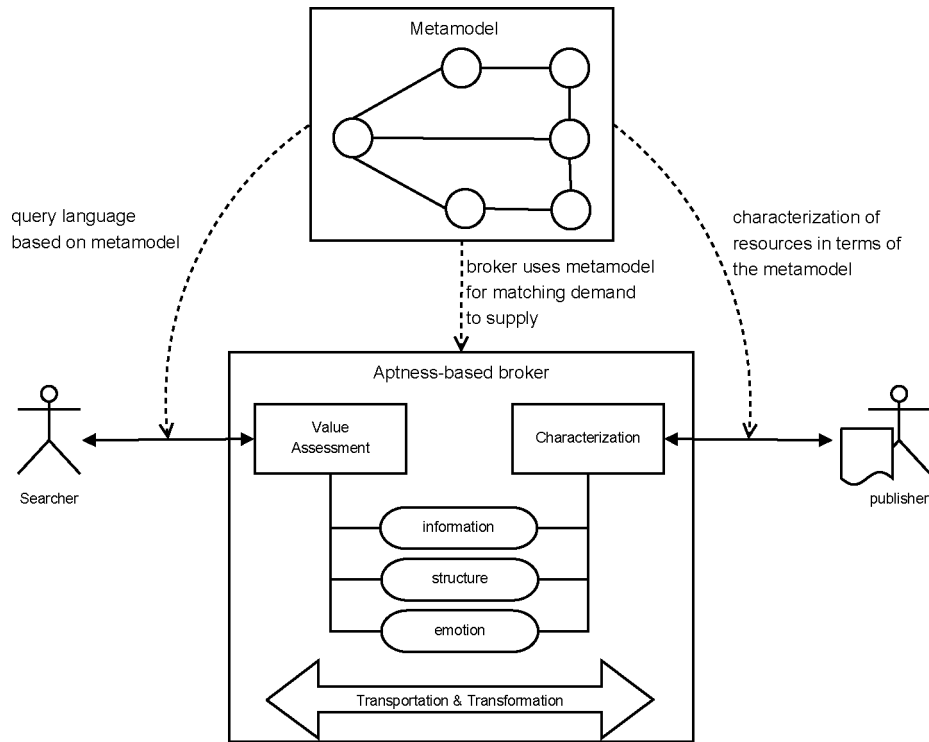 Metamodel
query language
based on metamodel
characterization of
resources in terms of
the metamodel
broker uses metamodel
for matching demand
to supply
Aptness-based broker
Value
Assessment
Characterization
Searcher
publisher
information
structure
emotion
Transportation & Transformation